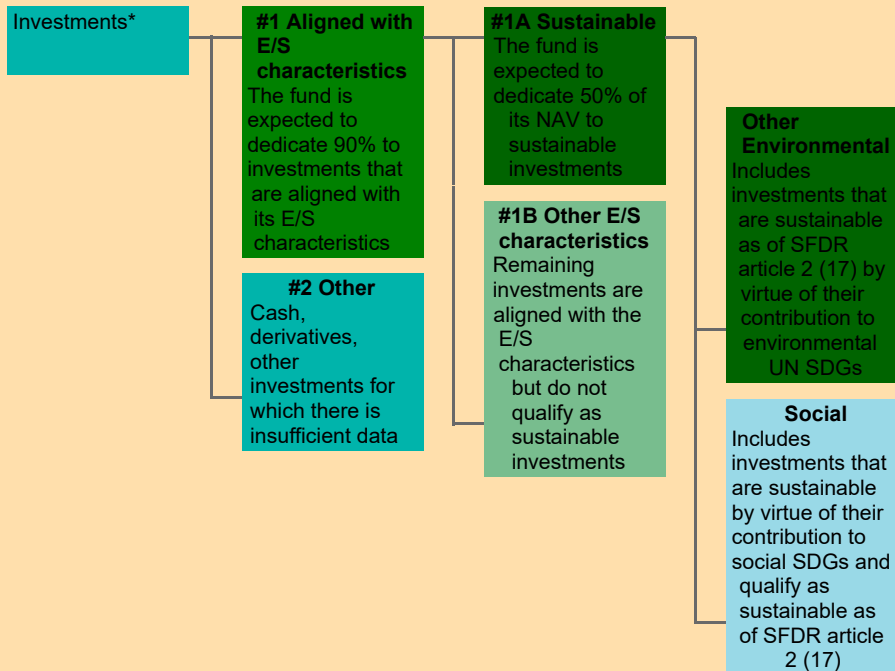 Investments*
#1 Aligned with
E/S
characteristics
The fund is
expected to
dedicate 90% to
investments that
are aligned with
its E/S
characteristics
#2 Other
Cash,
derivatives,
other
investments for
which there is
insufficient data
#1A Sustainable
The fund is
expected to
dedicate 50% of
its NAV to
sustainable
investments
#1B Other E/S
characteristics
Remaining
investments are
aligned with the
E/S
characteristics
but do not
qualify as
sustainable
investments
Other
Environmental
Includes
investments that
are sustainable
as of SFDR
article 2 (17) by
virtue of their
contribution to
environmental
UN SDGs
Social
Includes
investments that
are sustainable
by virtue of their
contribution to
social SDGs and
qualify as
sustainable as
of SFDR article
2 (17)